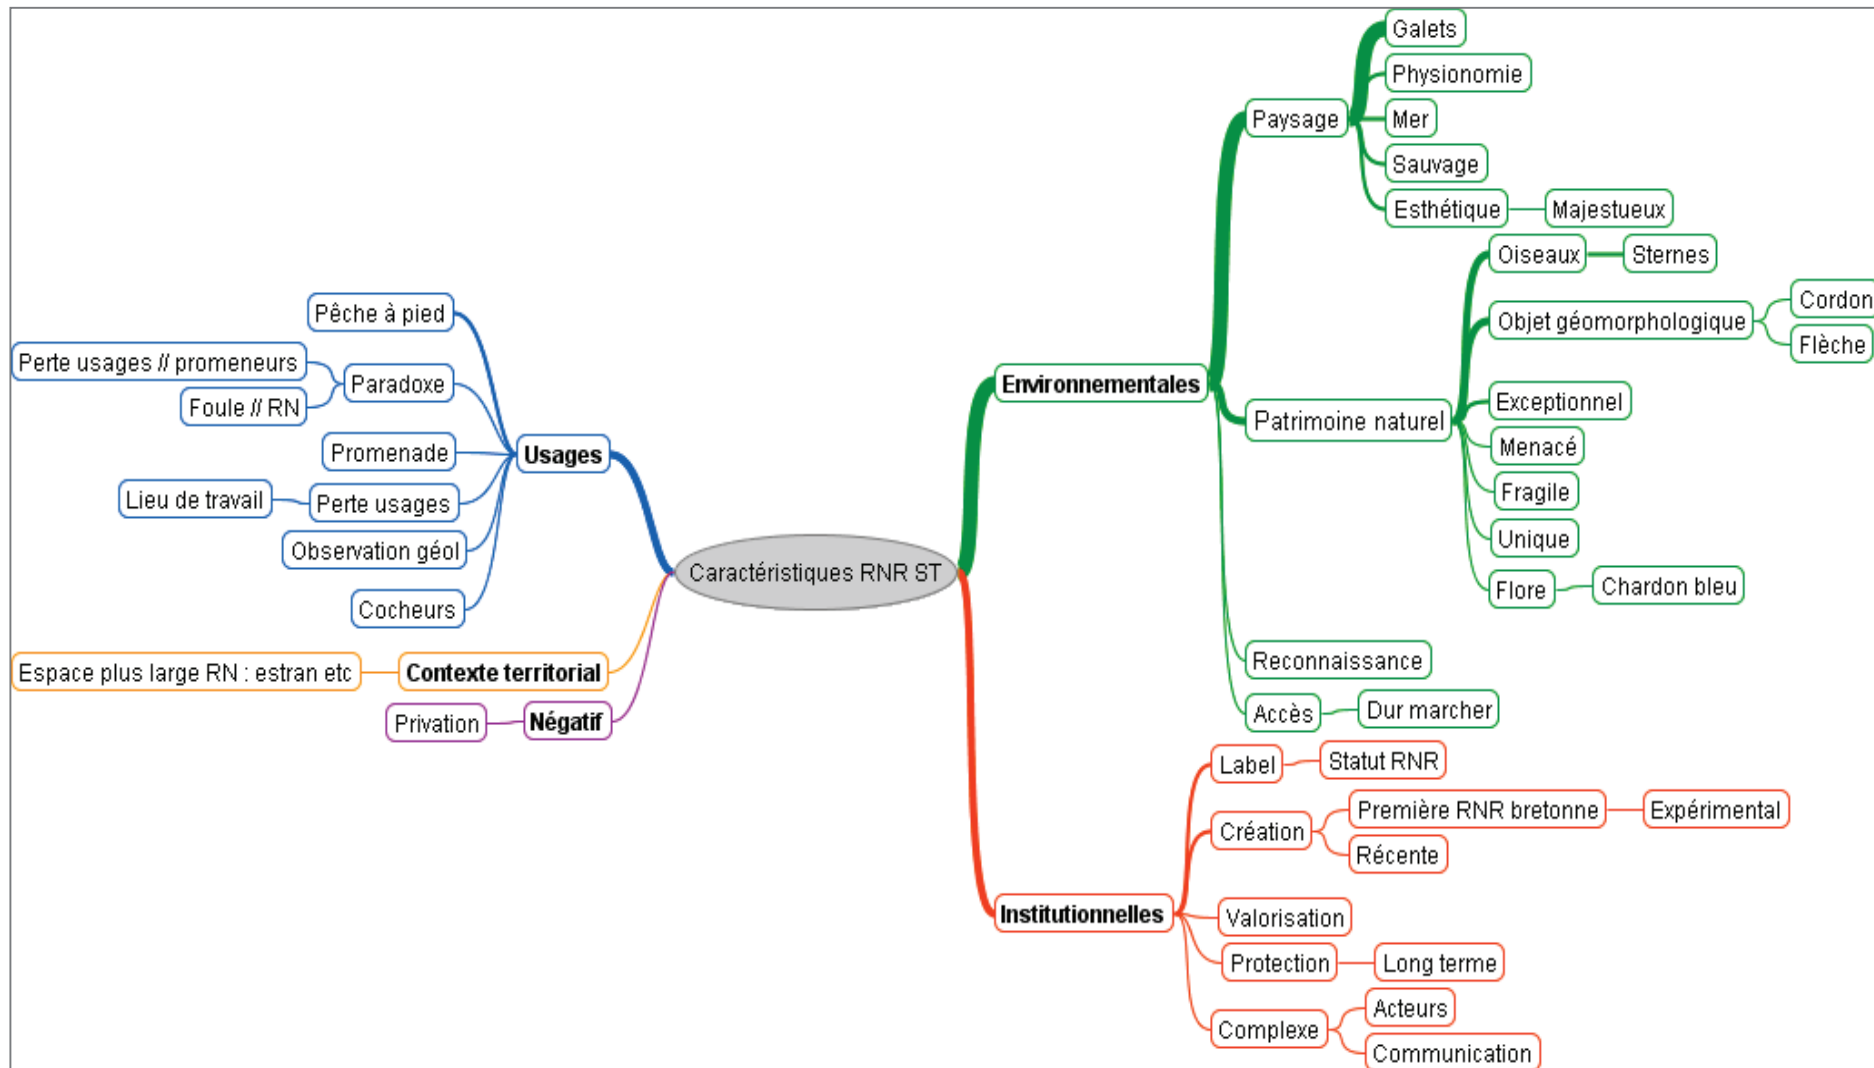 Caractéristiques RNR ST
Environnementales
Paysage
Galets
Physionomie
Mer
Sauvage
Esthétique
Majestueux
Patrimoine naturel
Oiseaux
Sternes
Objet géomorphologique
Cordon
Flèche
Exceptionnel
Menacé
Fragile
Unique
Flore
Chardon bleu
Reconnaissance
Accès
Dur marcher
Institutionnelles
Label
Statut RNR
Création
Première RNR bretonne
Expérimental
Récente
Valorisation
Protection
Long terme
Complexe
Acteurs
Communication
Usages
Pêche à pied
Paradoxe
Perte usages // promeneurs
Foule // RN
Promenade
Perte usages
Lieu de travail
Observation géol
Cocheurs
Contexte territorial
Espace plus large RN : estran etc
Négatif
Privation